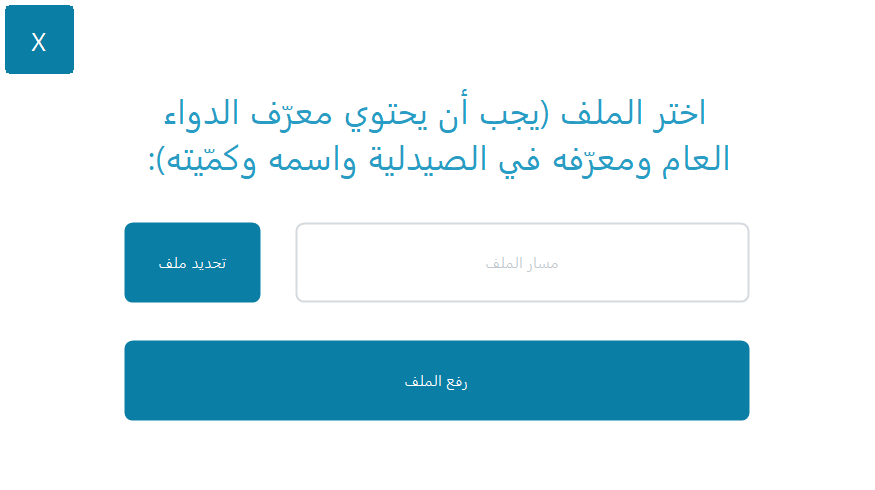 X
اختر الملف (يجب أن يحتوي معرّف الدواء
العام ومعرّفه في الصيدلية واسمه وكمّيته):
مسار الملف
تحديد ملف
رفع الملف